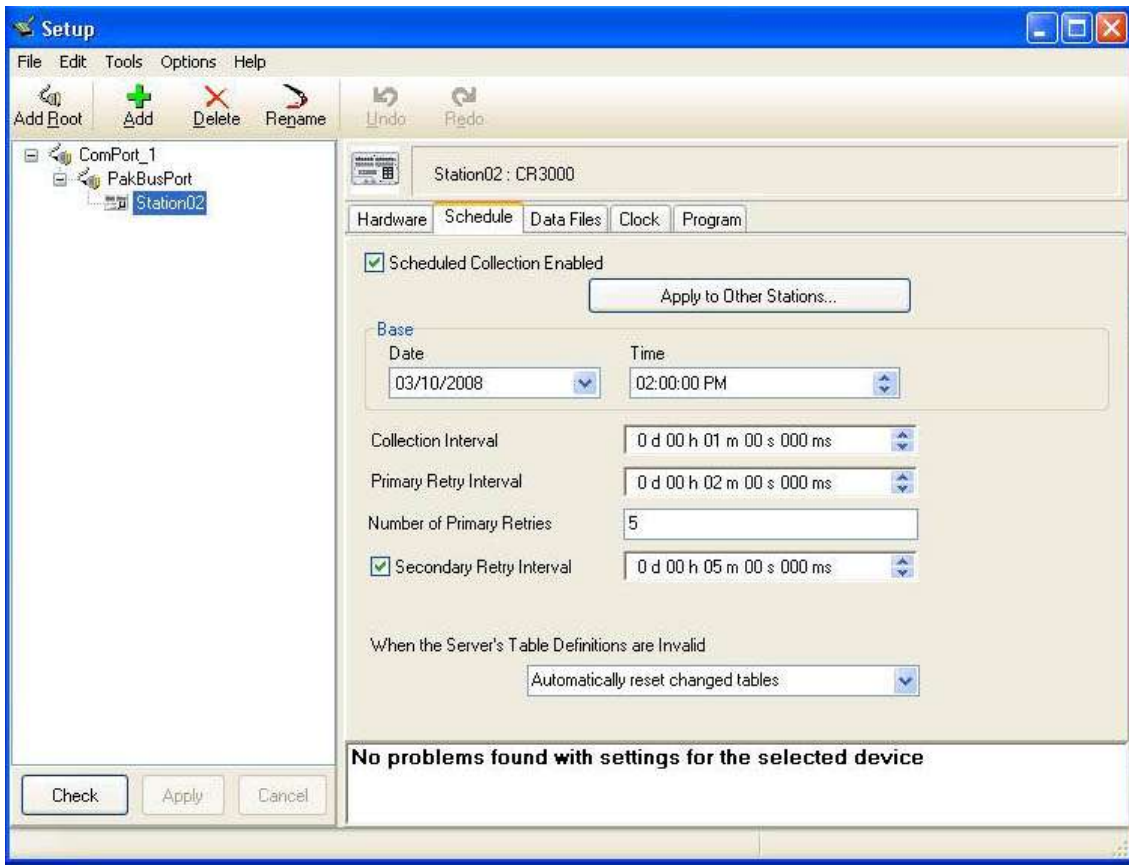 Setup
File Edit Tools Options Help
Add Root Add Delete Rename Undo Redo
ComPort_1
PakBusPort
Station02
Station02 : CR3000
Hardware Schedule Data Files Clock Program
Scheduled Collection Enabled
Apply to Other Stations...
Base
Date Time
03/10/2008 02:00:00 PM
Collection Interval 0 d 00 h 01 m 00 s 000 ms
Primary Retry Interval 0 d 00 h 02 m 00 s 000 ms
Number of Primary Retries 5
Secondary Retry Interval 0 d 00 h 05 m 00 s 000 ms
When the Server's Table Definitions are Invalid
Automatically reset changed tables
No problems found with settings for the selected device
Check Apply Cancel